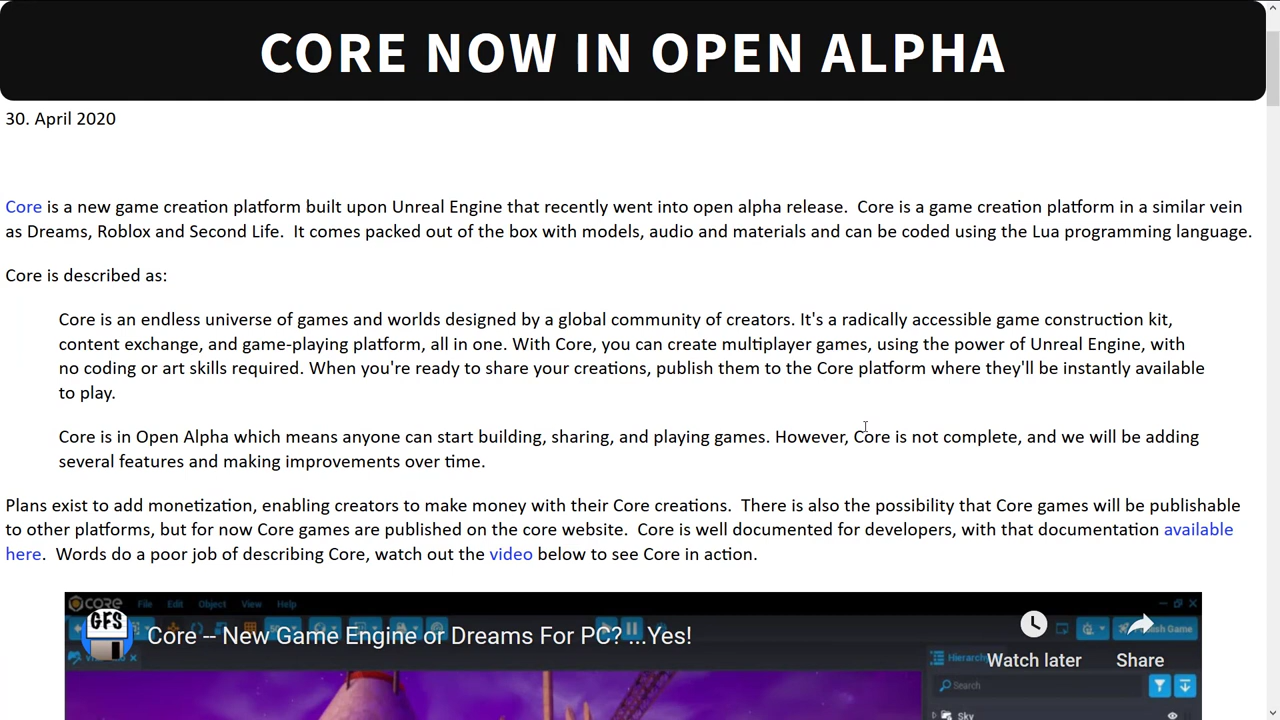 CORE NOW IN OPEN ALPHA
30. April 2020
Core is a new game creation platform built upon Unreal Engine that recently went into open alpha release.  Core is a game creation platform in a similar vein
as Dreams, Roblox and Second Life.  It comes packed out of the box with models, audio and materials and can be coded using the Lua programming language.
Core is described as:
Core is an endless universe of games and worlds designed by a global community of creators. It's a radically accessible game construction kit,
content exchange, and game-playing platform, all in one. With Core, you can create multiplayer games, using the power of Unreal Engine, with
no coding or art skills required. When you're ready to share your creations, publish them to the Core platform where they'll be instantly available
to play.
Core is in Open Alpha which means anyone can start building, sharing, and playing games. However, Core is not complete, and we will be adding
several features and making improvements over time.
Plans exist to add monetization, enabling creators to make money with their Core creations.  There is also the possibility that Core games will be publishable
to other platforms, but for now Core games are published on the core website.  Core is well documented for developers, with that documentation available
here.  Words do a poor job of describing Core, watch out the video below to see Core in action.
CORE File Edit Object View Help
GFS Core -- New Game Engine or Dreams For PC? ...Yes!
Watch later Share
Search
Sky